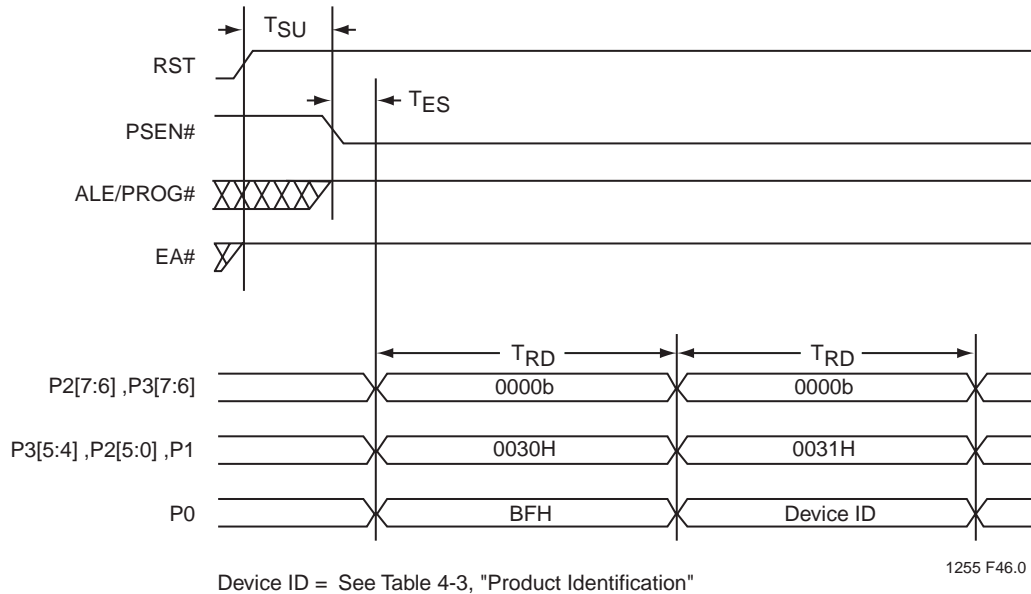 TSU
RST
TES
PSEN#
ALE/PROG#
EA#
TRD TRD
P2[7:6] ,P3[7:6] 0000b 0000b
P3[5:4] ,P2[5:0] ,P1 0030H 0031H
P0 BFH Device ID
1255 F46.0
Device ID = See Table 4-3, "Product Identification"